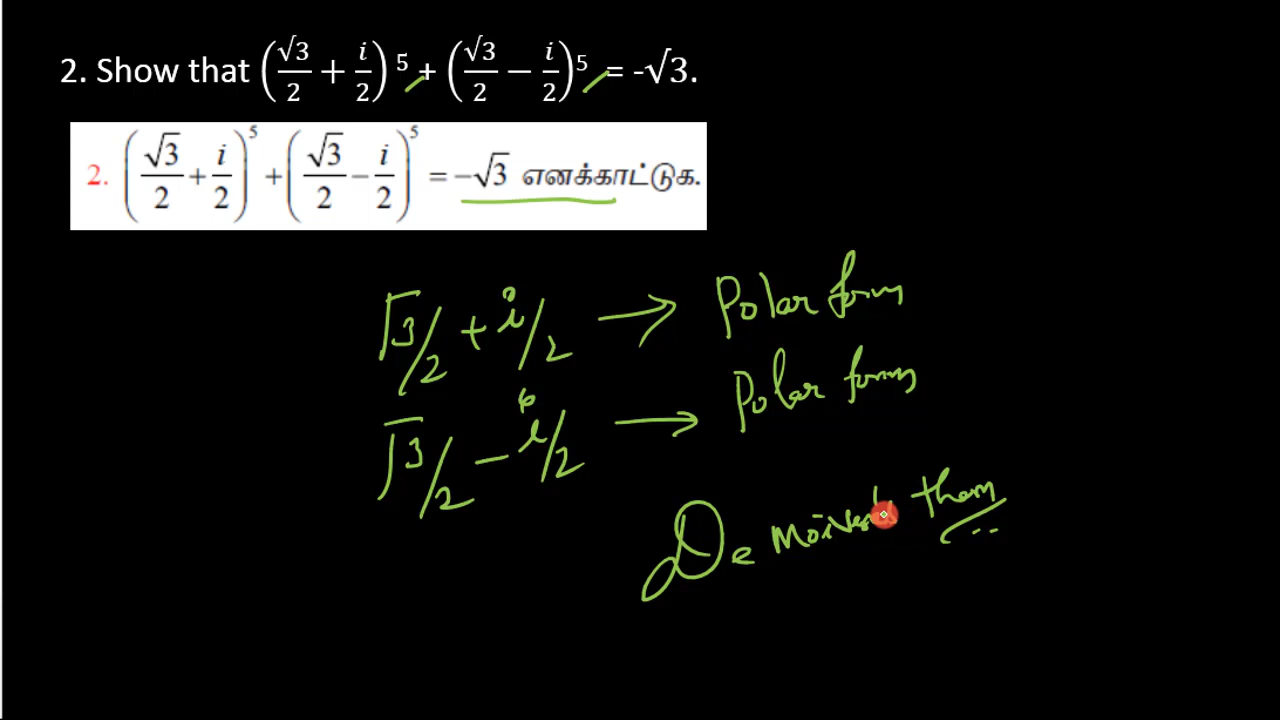 2. Show that (√3/2 + i/2)⁵ + (√3/2 − i/2)⁵ = -√3.
2. (√3/2 + i/2)⁵ + (√3/2 − i/2)⁵ = −√3 எனக்காட்டுக.
√3/2 + i/2 → Polar form
√3/2 − i/2 → Polar form
De moivre's them